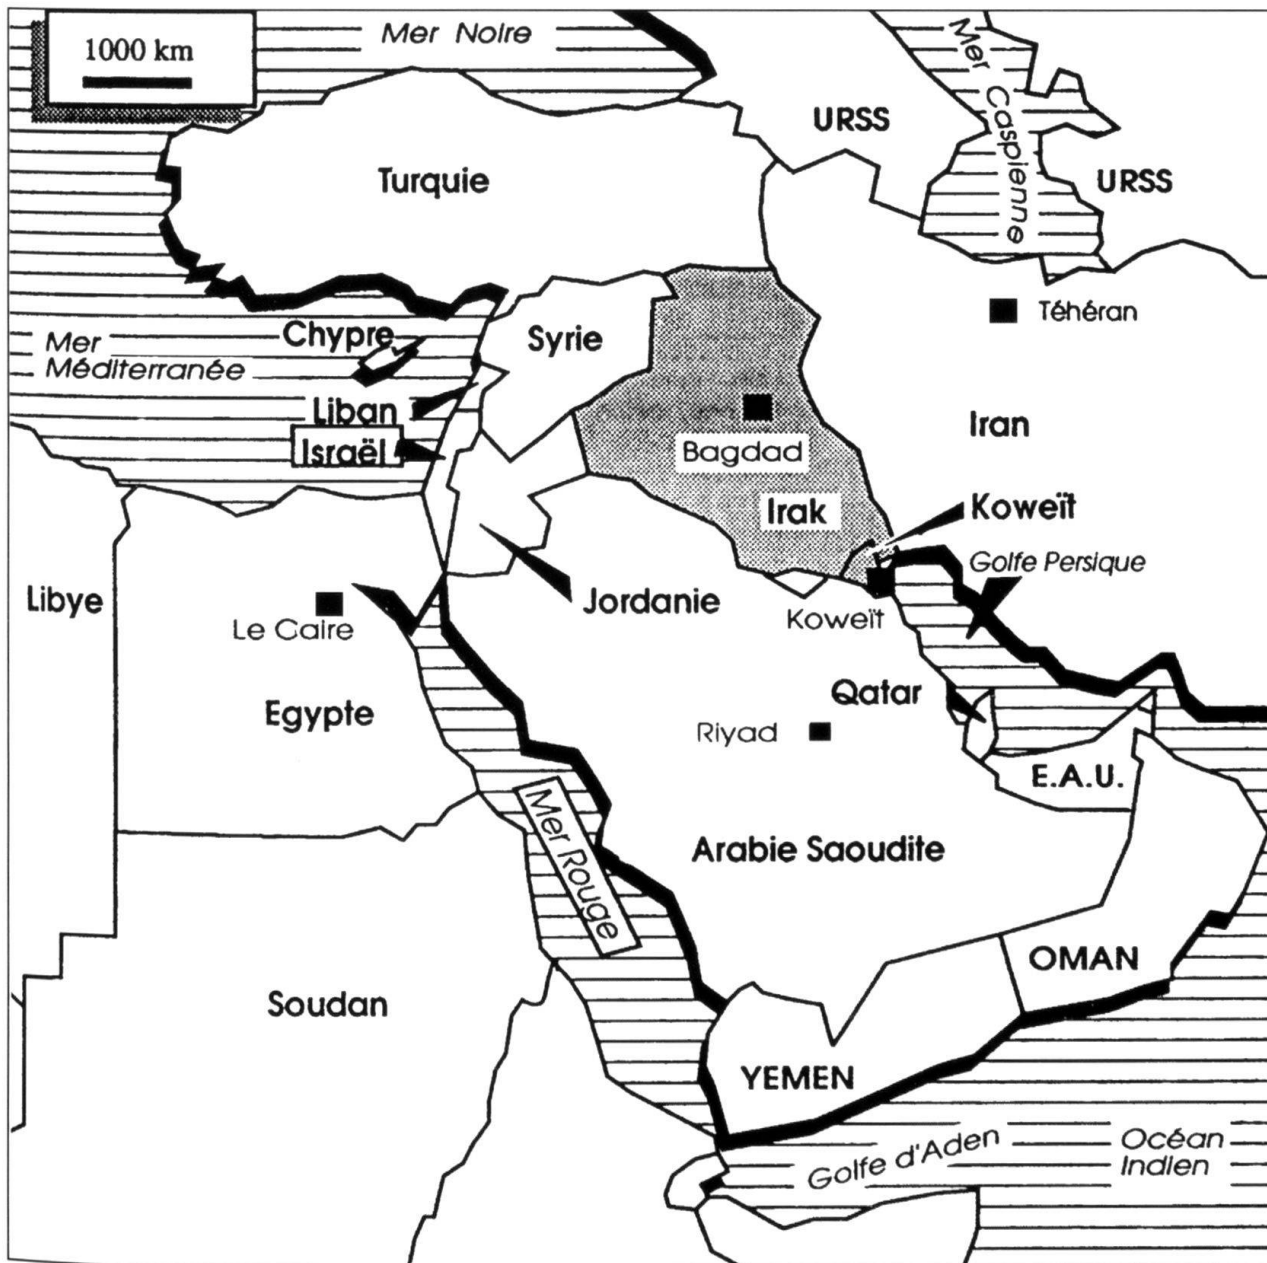 1000 km
Mer Noire
Mer Caspienne
URSS
URSS
Turquie
Téhéran
Chypre
Syrie
Mer
Méditerranée
Liban
Israël
Bagdad
Iran
Irak
Koweït
Golfe Persique
Libye
Jordanie
Le Caire
Koweït
Egypte
Qatar
Riyad
E.A.U.
Mer Rouge
Arabie Saoudite
OMAN
Soudan
YEMEN
Golfe d'Aden
Océan
Indien